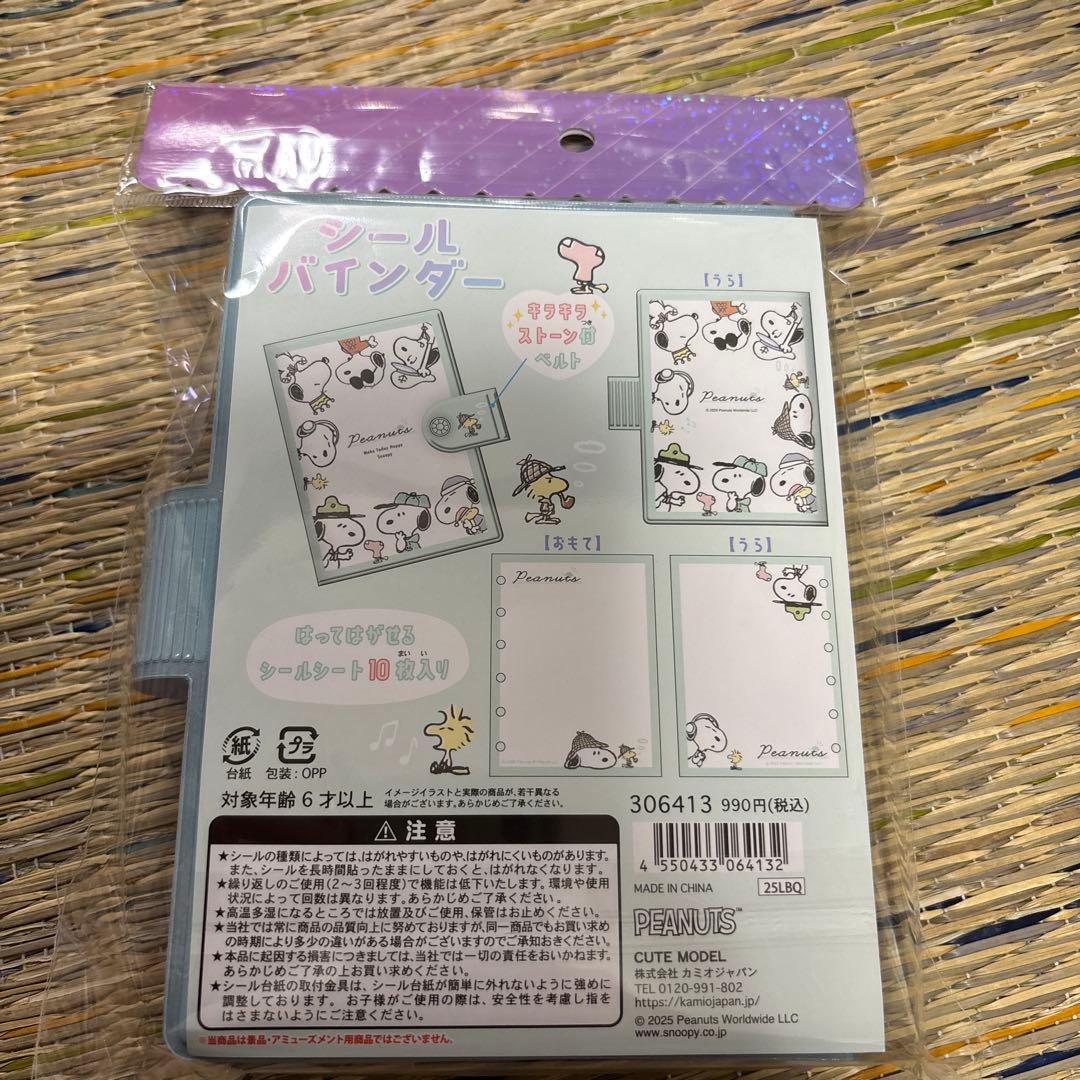 シール
バインダー
キラキラ
ストーン付
つき
ベルト
【うら】
Peanuts
Make Today Happy
Snoopy
Peanuts
© 2025 Peanuts Worldwide LLC
【おもて】
【うら】
Peanuts
Peanuts
はってはがせる
まい い
シールシート10枚入り
紙
プラ
台紙 包装:OPP
対象年齢6才以上
イメージイラストと実際の商品が、若干異なる
場合がございます。あらかじめご了承ください。
306413 990円(税込)
4 550433 064132
MADE IN CHINA
25LBQ
PEANUTS™
CUTE MODEL
株式会社 カミオジャパン
TEL 0120-991-802
https://kamiojapan.jp/
© 2025 Peanuts Worldwide LLC
www.snoopy.co.jp
注意
★シールの種類によっては、はがれやすいものや、はがれにくいものがあります。
また、シールを長時間貼ったままにしておくと、はがれなくなります。
★繰り返しのご使用(2〜3回程度)で機能は低下いたします。環境や使用
状況によって回数は異なります。あらかじめご了承ください。
★高温多湿になるところでは放置及びご使用、保管はお止めください。
★当社では常に商品の品質向上に努めておりますが、同一商品でもお買い求め
の時期により多少の違いがある場合がございますのでご承知おきください。
★本品に起因する損害につきましては、当社では一切の責任をおいかねます。
あらかじめご了承の上お買い求めください。
★シール台紙の取付金具は、シール台紙が簡単に外れないように強めに
調整しております。 お子様がご使用の際は、安全性を考慮し指を
はさまないようにご注意ください。
※当商品は景品・アミューズメント用商品ではございません。